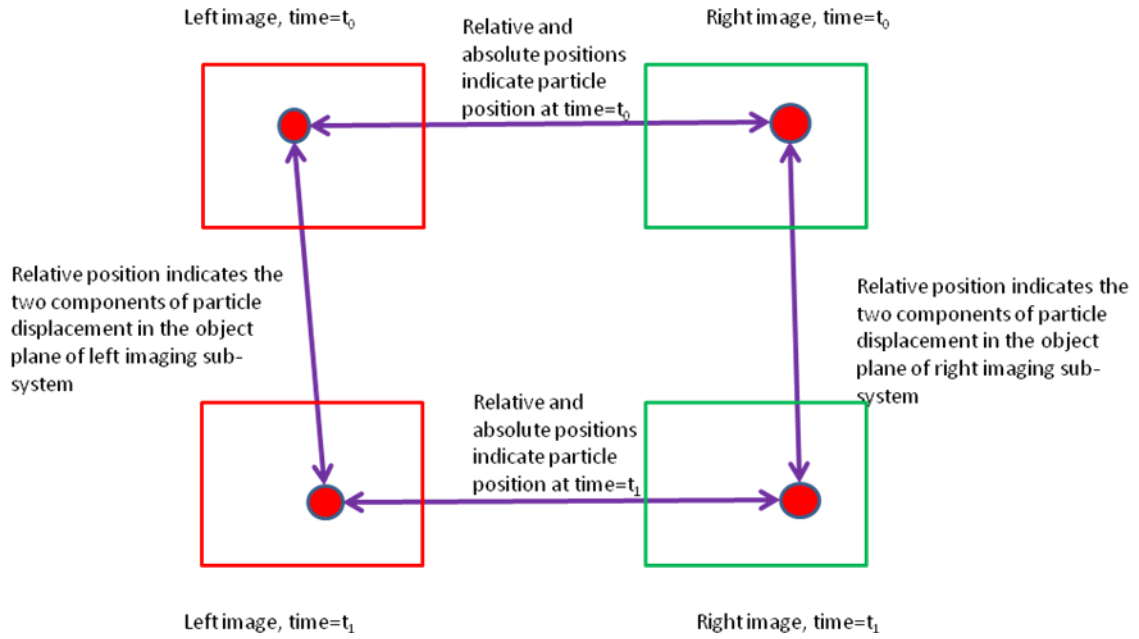 Left image, time=t₀
Right image, time=t₀
Relative and
absolute positions
indicate particle
position at time=t₀
Relative position indicates the
two components of particle
displacement in the object
plane of left imaging sub-
system
Relative position indicates the
two components of particle
displacement in the object
plane of right imaging sub-
system
Relative and
absolute positions
indicate particle
position at time=t₁
Left image, time=t₁
Right image, time=t₁